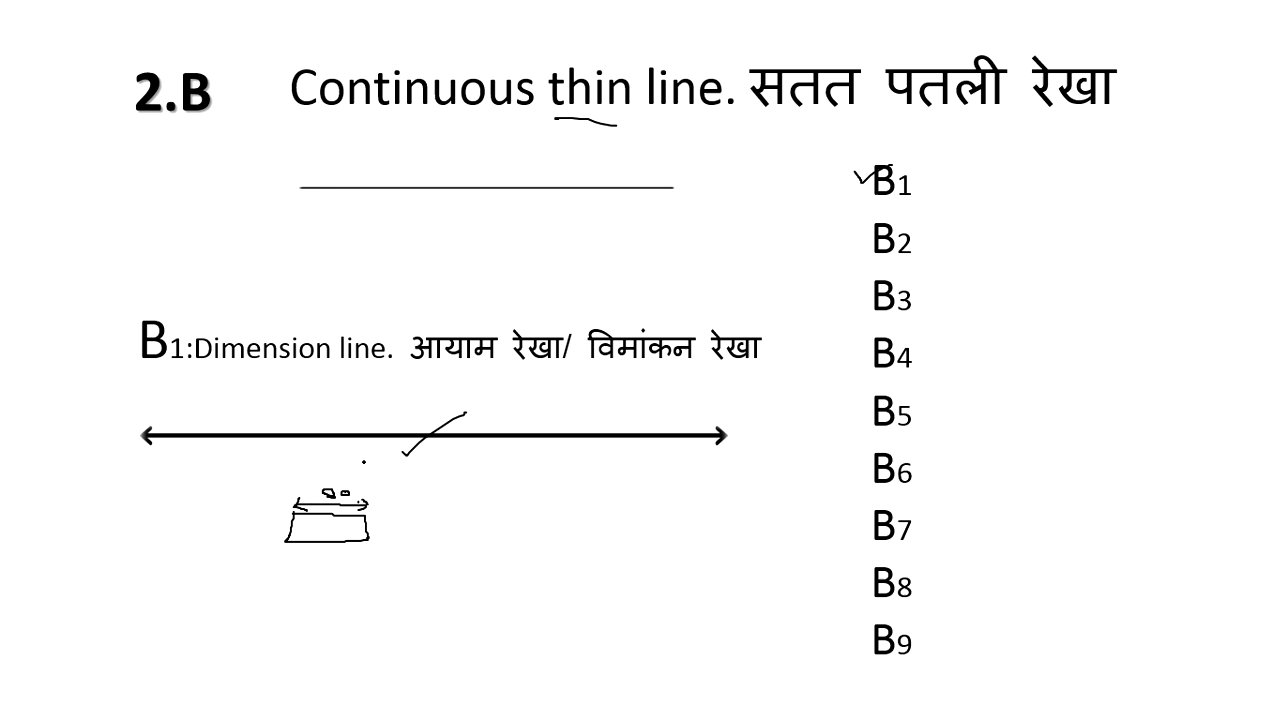 2.B Continuous thin line. सतत पतली रेखा
B1
B2
B3
B1:Dimension line. आयाम रेखा/ विमांकन रेखा
B4
B5
B6
B7
B8
B9